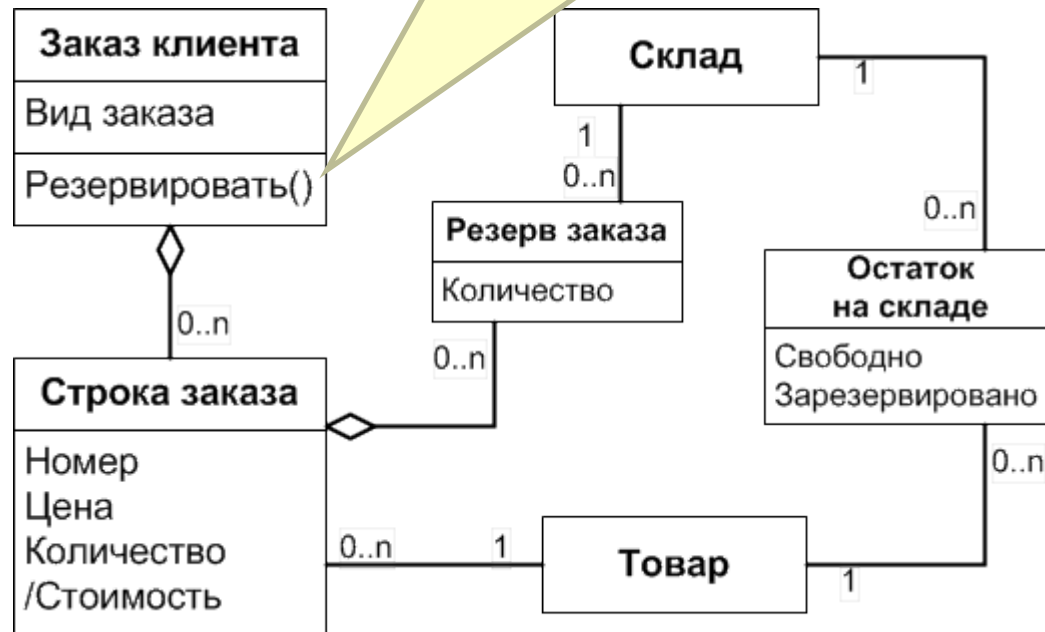 Заказ клиента
Вид заказа
Резервировать()
0..n
Строка заказа
Номер
Цена
Количество
/Стоимость
Склад
1
0..n
Резерв заказа
Количество
0..n
1
0..n
Остаток
на складе
Свободно
Зарезервировано
0..n
0..n
1
Товар
1